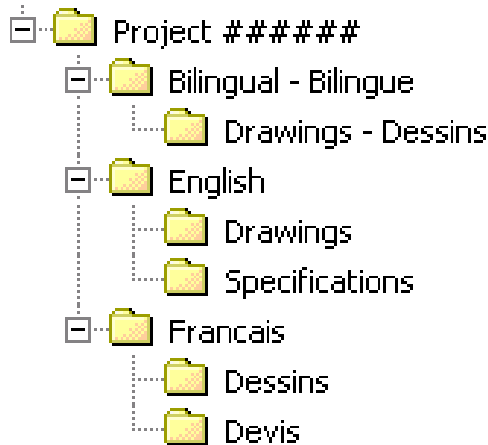 Project ######
Bilingual - Bilingue
Drawings - Dessins
English
Drawings
Specifications
Francais
Dessins
Devis